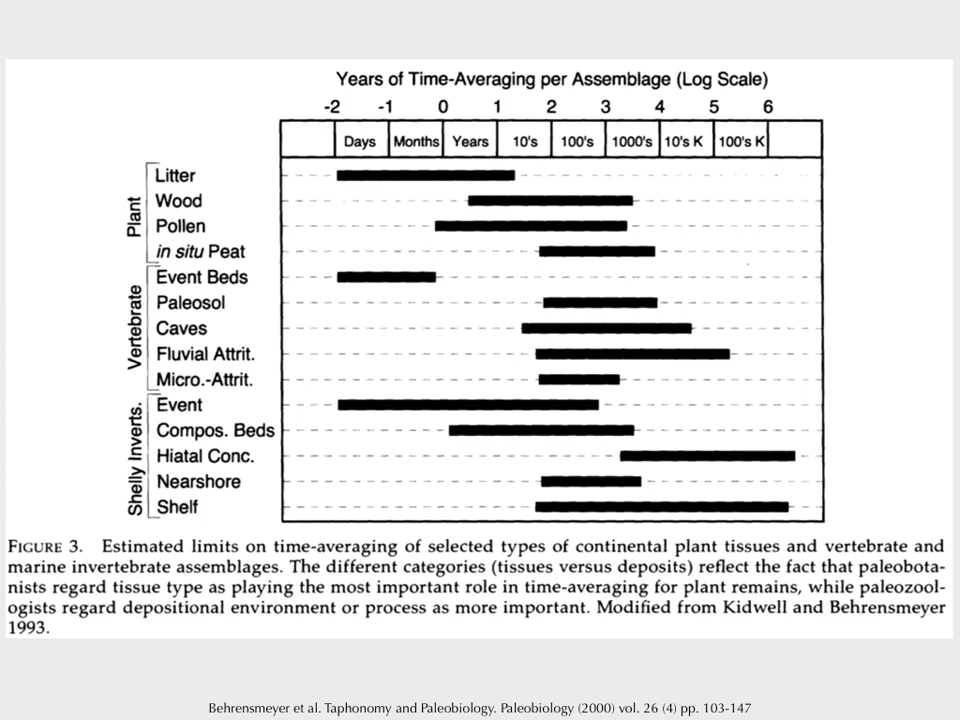 Years of Time-Averaging per Assemblage (Log Scale)
-2 -1 0 1 2 3 4 5 6
Days Months Years 10's 100's 1000's 10's K 100's K
Plant
Litter
Wood
Pollen
in situ Peat
Vertebrate
Event Beds
Paleosol
Caves
Fluvial Attrit.
Micro.-Attrit.
Shelly Inverts.
Event
Compos. Beds
Hiatal Conc.
Nearshore
Shelf
FIGURE 3. Estimated limits on time-averaging of selected types of continental plant tissues and vertebrate and
marine invertebrate assemblages. The different categories (tissues versus deposits) reflect the fact that paleobota-
nists regard tissue type as playing the most important role in time-averaging for plant remains, while paleozool-
ogists regard depositional environment or process as more important. Modified from Kidwell and Behrensmeyer
1993.
Behrensmeyer et al. Taphonomy and Paleobiology. Paleobiology (2000) vol. 26 (4) pp. 103-147